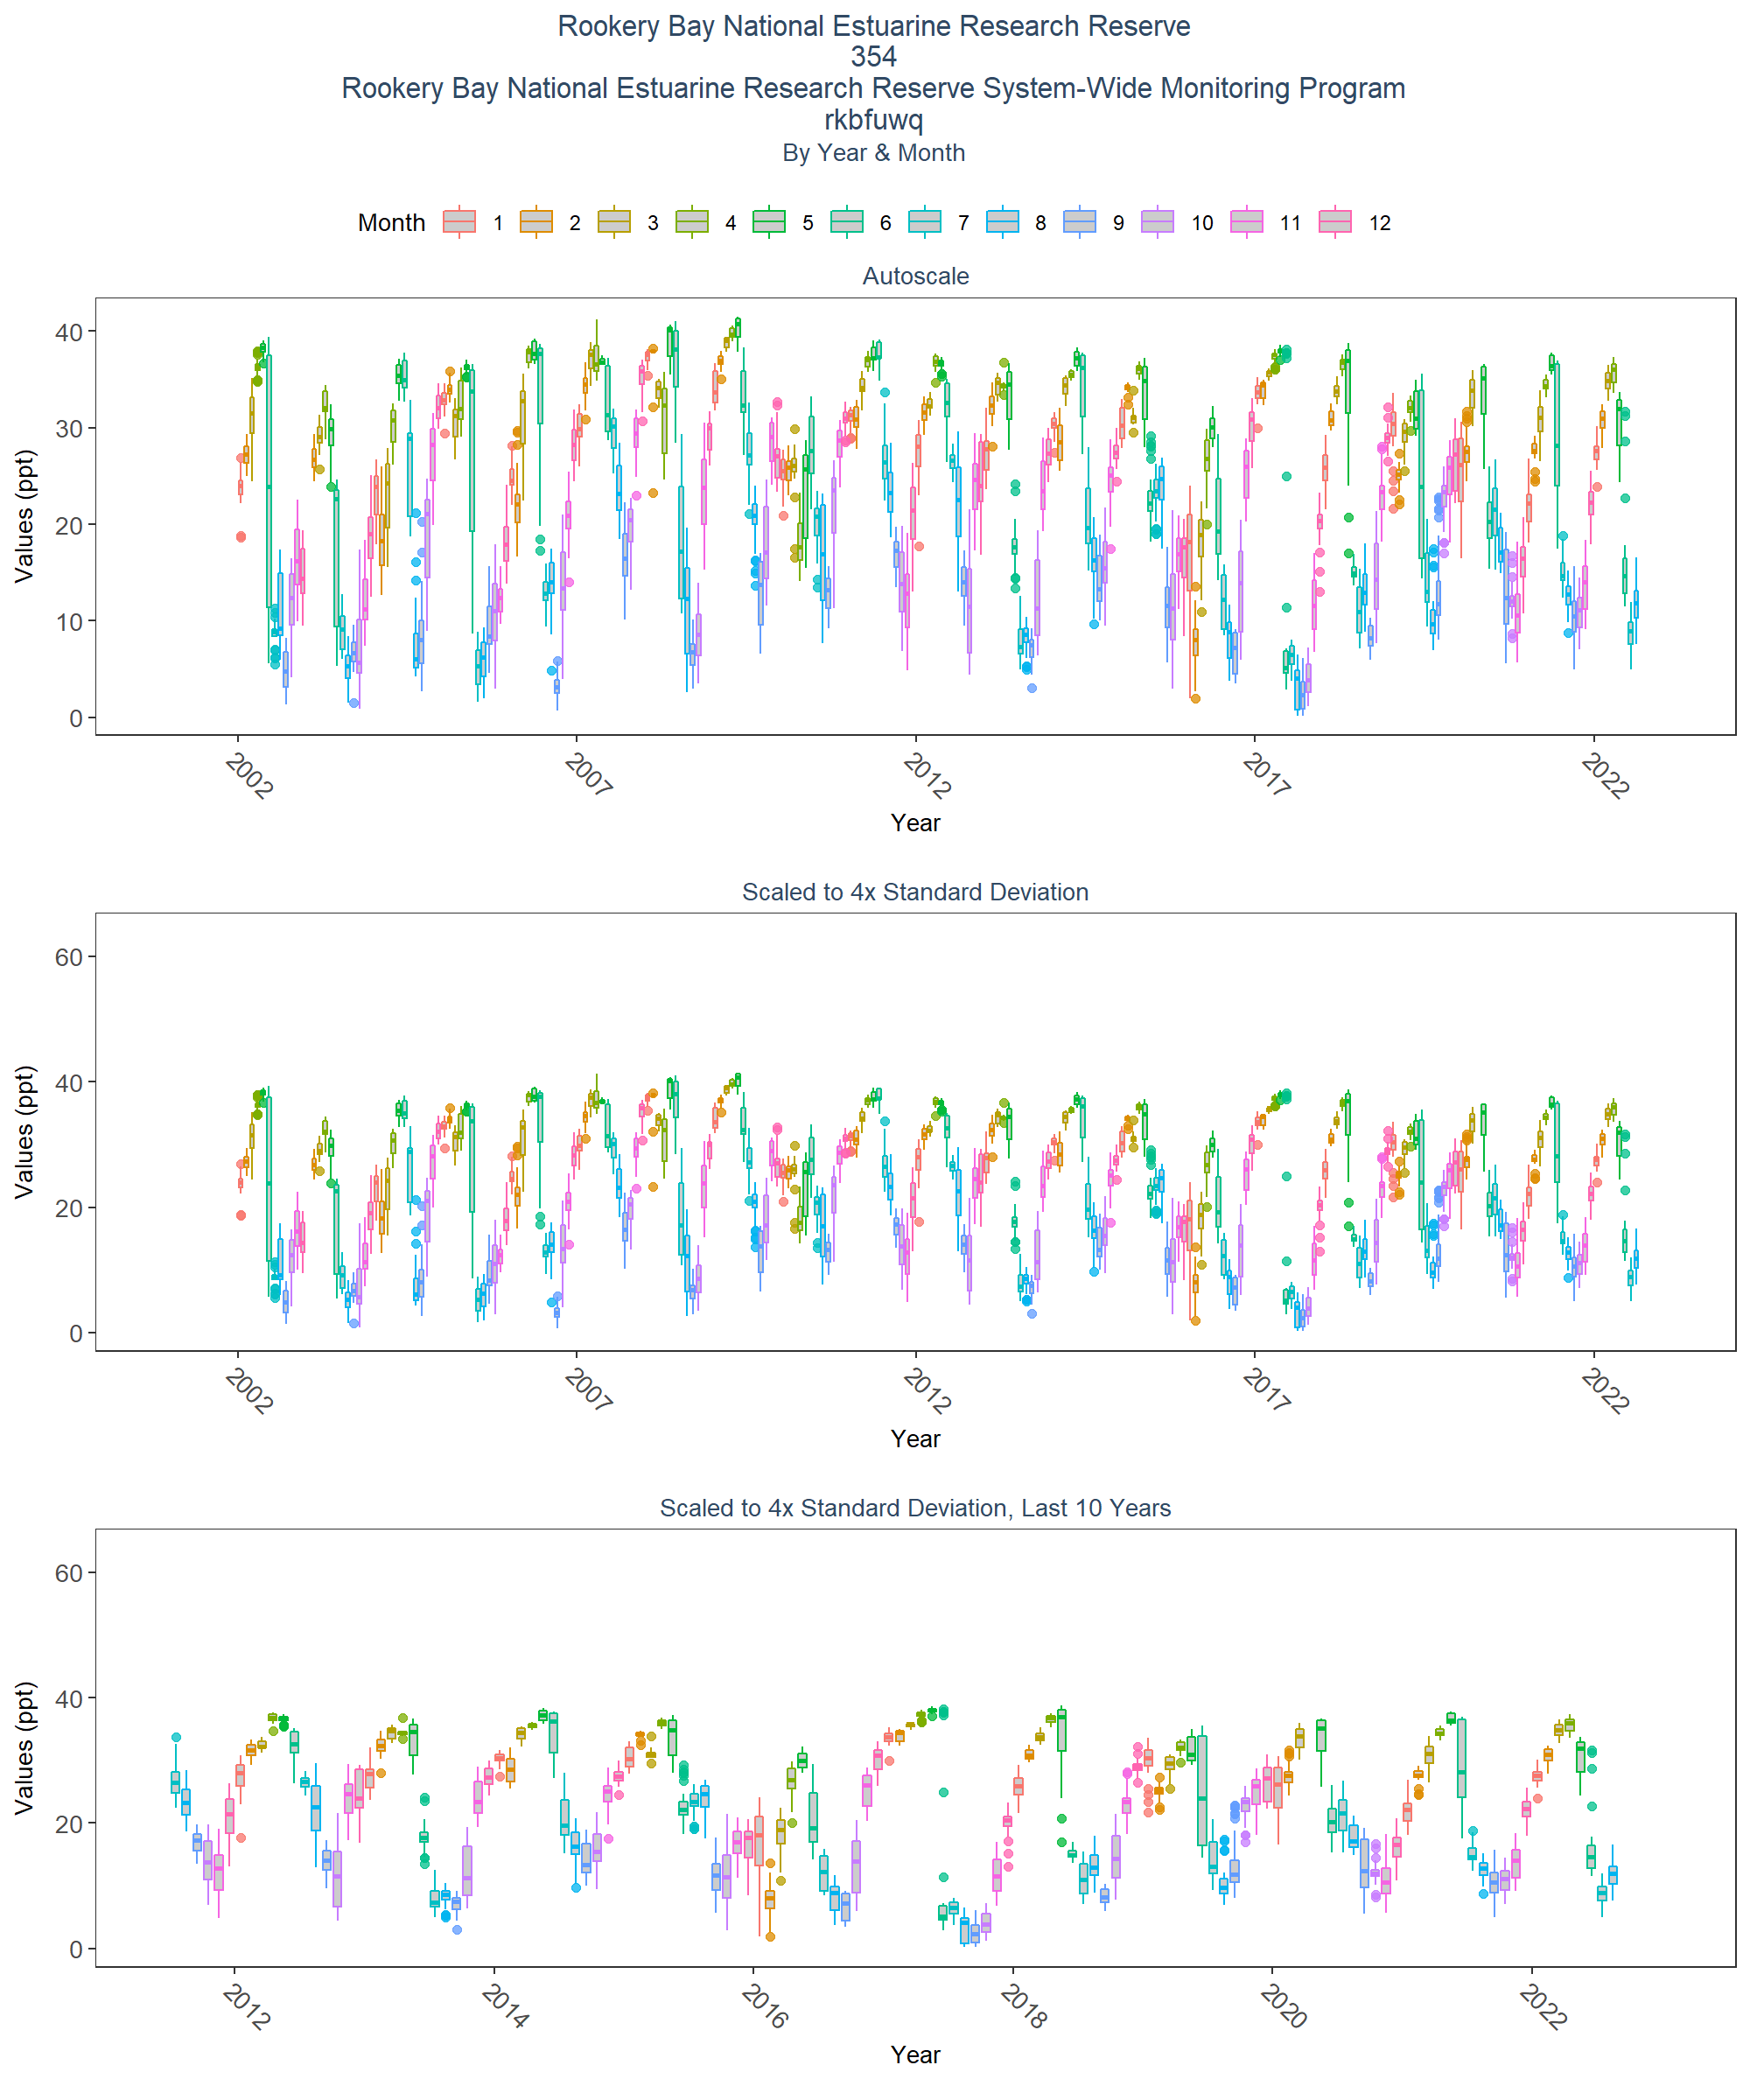 Rookery Bay National Estuarine Research Reserve
354
Rookery Bay National Estuarine Research Reserve System-Wide Monitoring Program
rkbfuwq
By Year & Month
Month 1 2 3 4 5 6 7 8 9 10 11 12
Autoscale
Values (ppt)
40
30
20
10
0
2002 2007 2012 2017 2022
Year
Scaled to 4x Standard Deviation
Values (ppt)
60
40
20
0
2002 2007 2012 2017 2022
Year
Scaled to 4x Standard Deviation, Last 10 Years
Values (ppt)
60
40
20
0
2012 2014 2016 2018 2020 2022
Year